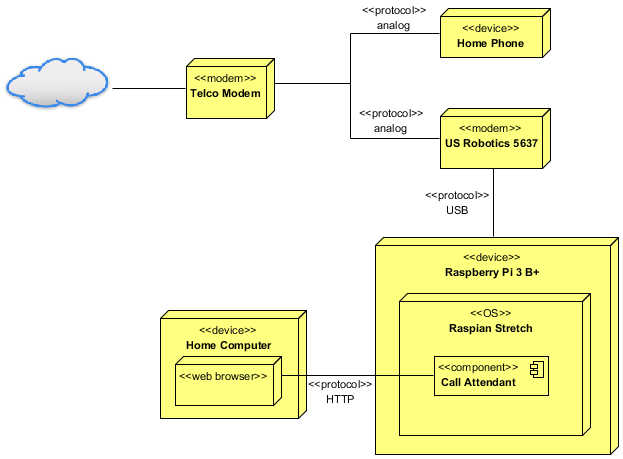 <<protocol>>
analog
<<device>>
Home Phone
<<modem>>
Telco Modem
<<protocol>>
analog
<<modem>>
US Robotics 5637
<<protocol>>
USB
<<device>>
Raspberry Pi 3 B+
<<OS>>
Raspian Stretch
<<device>>
Home Computer
<<web browser>>
<<protocol>>
HTTP
<<component>>
Call Attendant